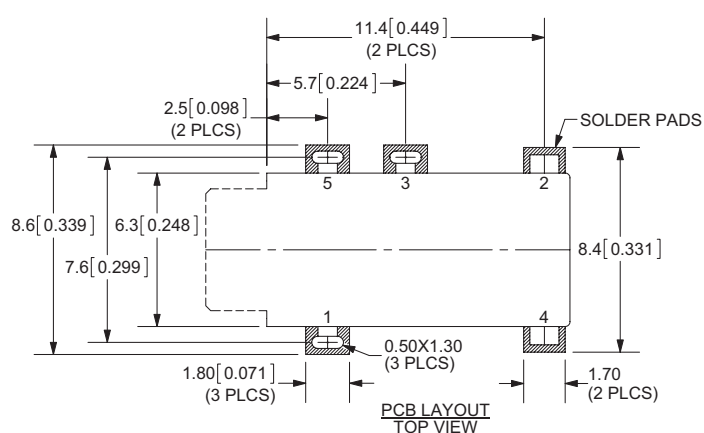 11.4[0.449]
(2 PLCS)
5.7[0.224]
2.5[0.098]
(2 PLCS)
SOLDER PADS
5
3
2
8.6[0.339]
6.3[0.248]
8.4[0.331]
7.6[0.299]
1
4
0.50X1.30
(3 PLCS)
1.80[0.071]
(3 PLCS)
1.70
(2 PLCS)
PCB LAYOUT
TOP VIEW